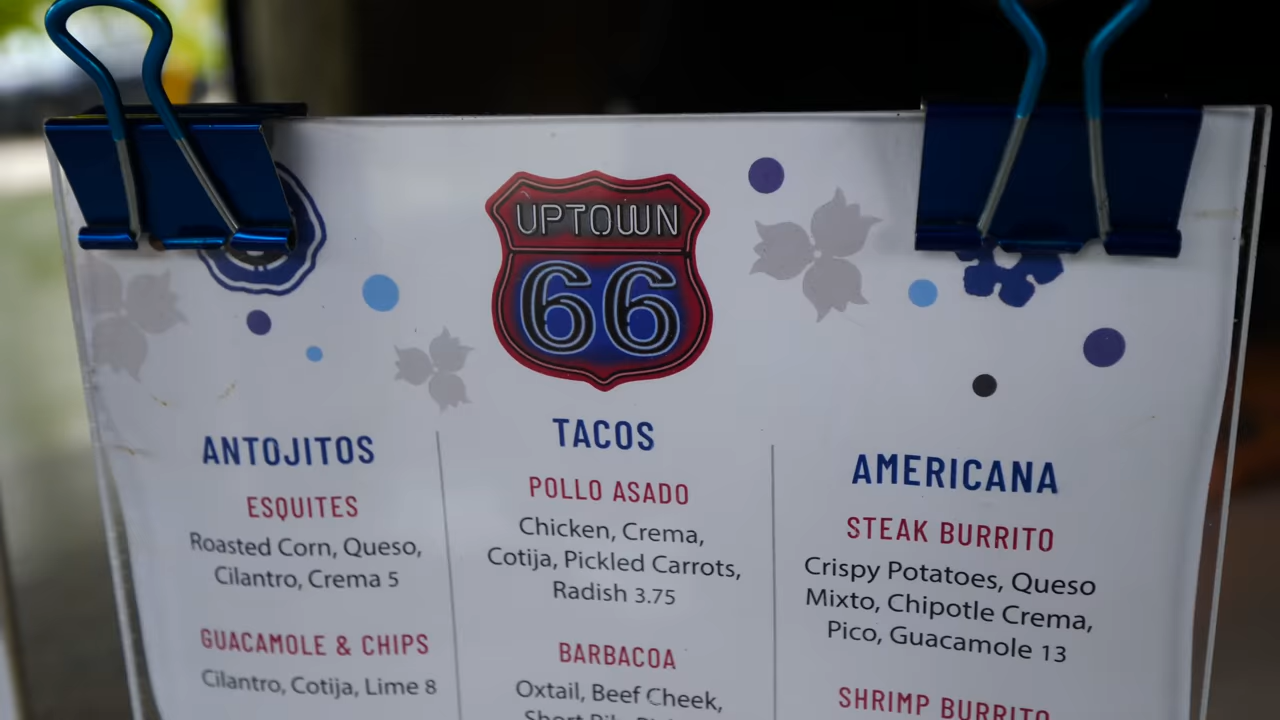 UPTOWN
66
ANTOJITOS
ESQUITES
Roasted Corn, Queso,
Cilantro, Crema 5
GUACAMOLE & CHIPS
Cilantro, Cotija, Lime 8
TACOS
POLLO ASADO
Chicken, Crema,
Cotija, Pickled Carrots,
Radish 3.75
BARBACOA
Oxtail, Beef Cheek,
AMERICANA
STEAK BURRITO
Crispy Potatoes, Queso
Mixto, Chipotle Crema,
Pico, Guacamole 13
SHRIMP BURRITO